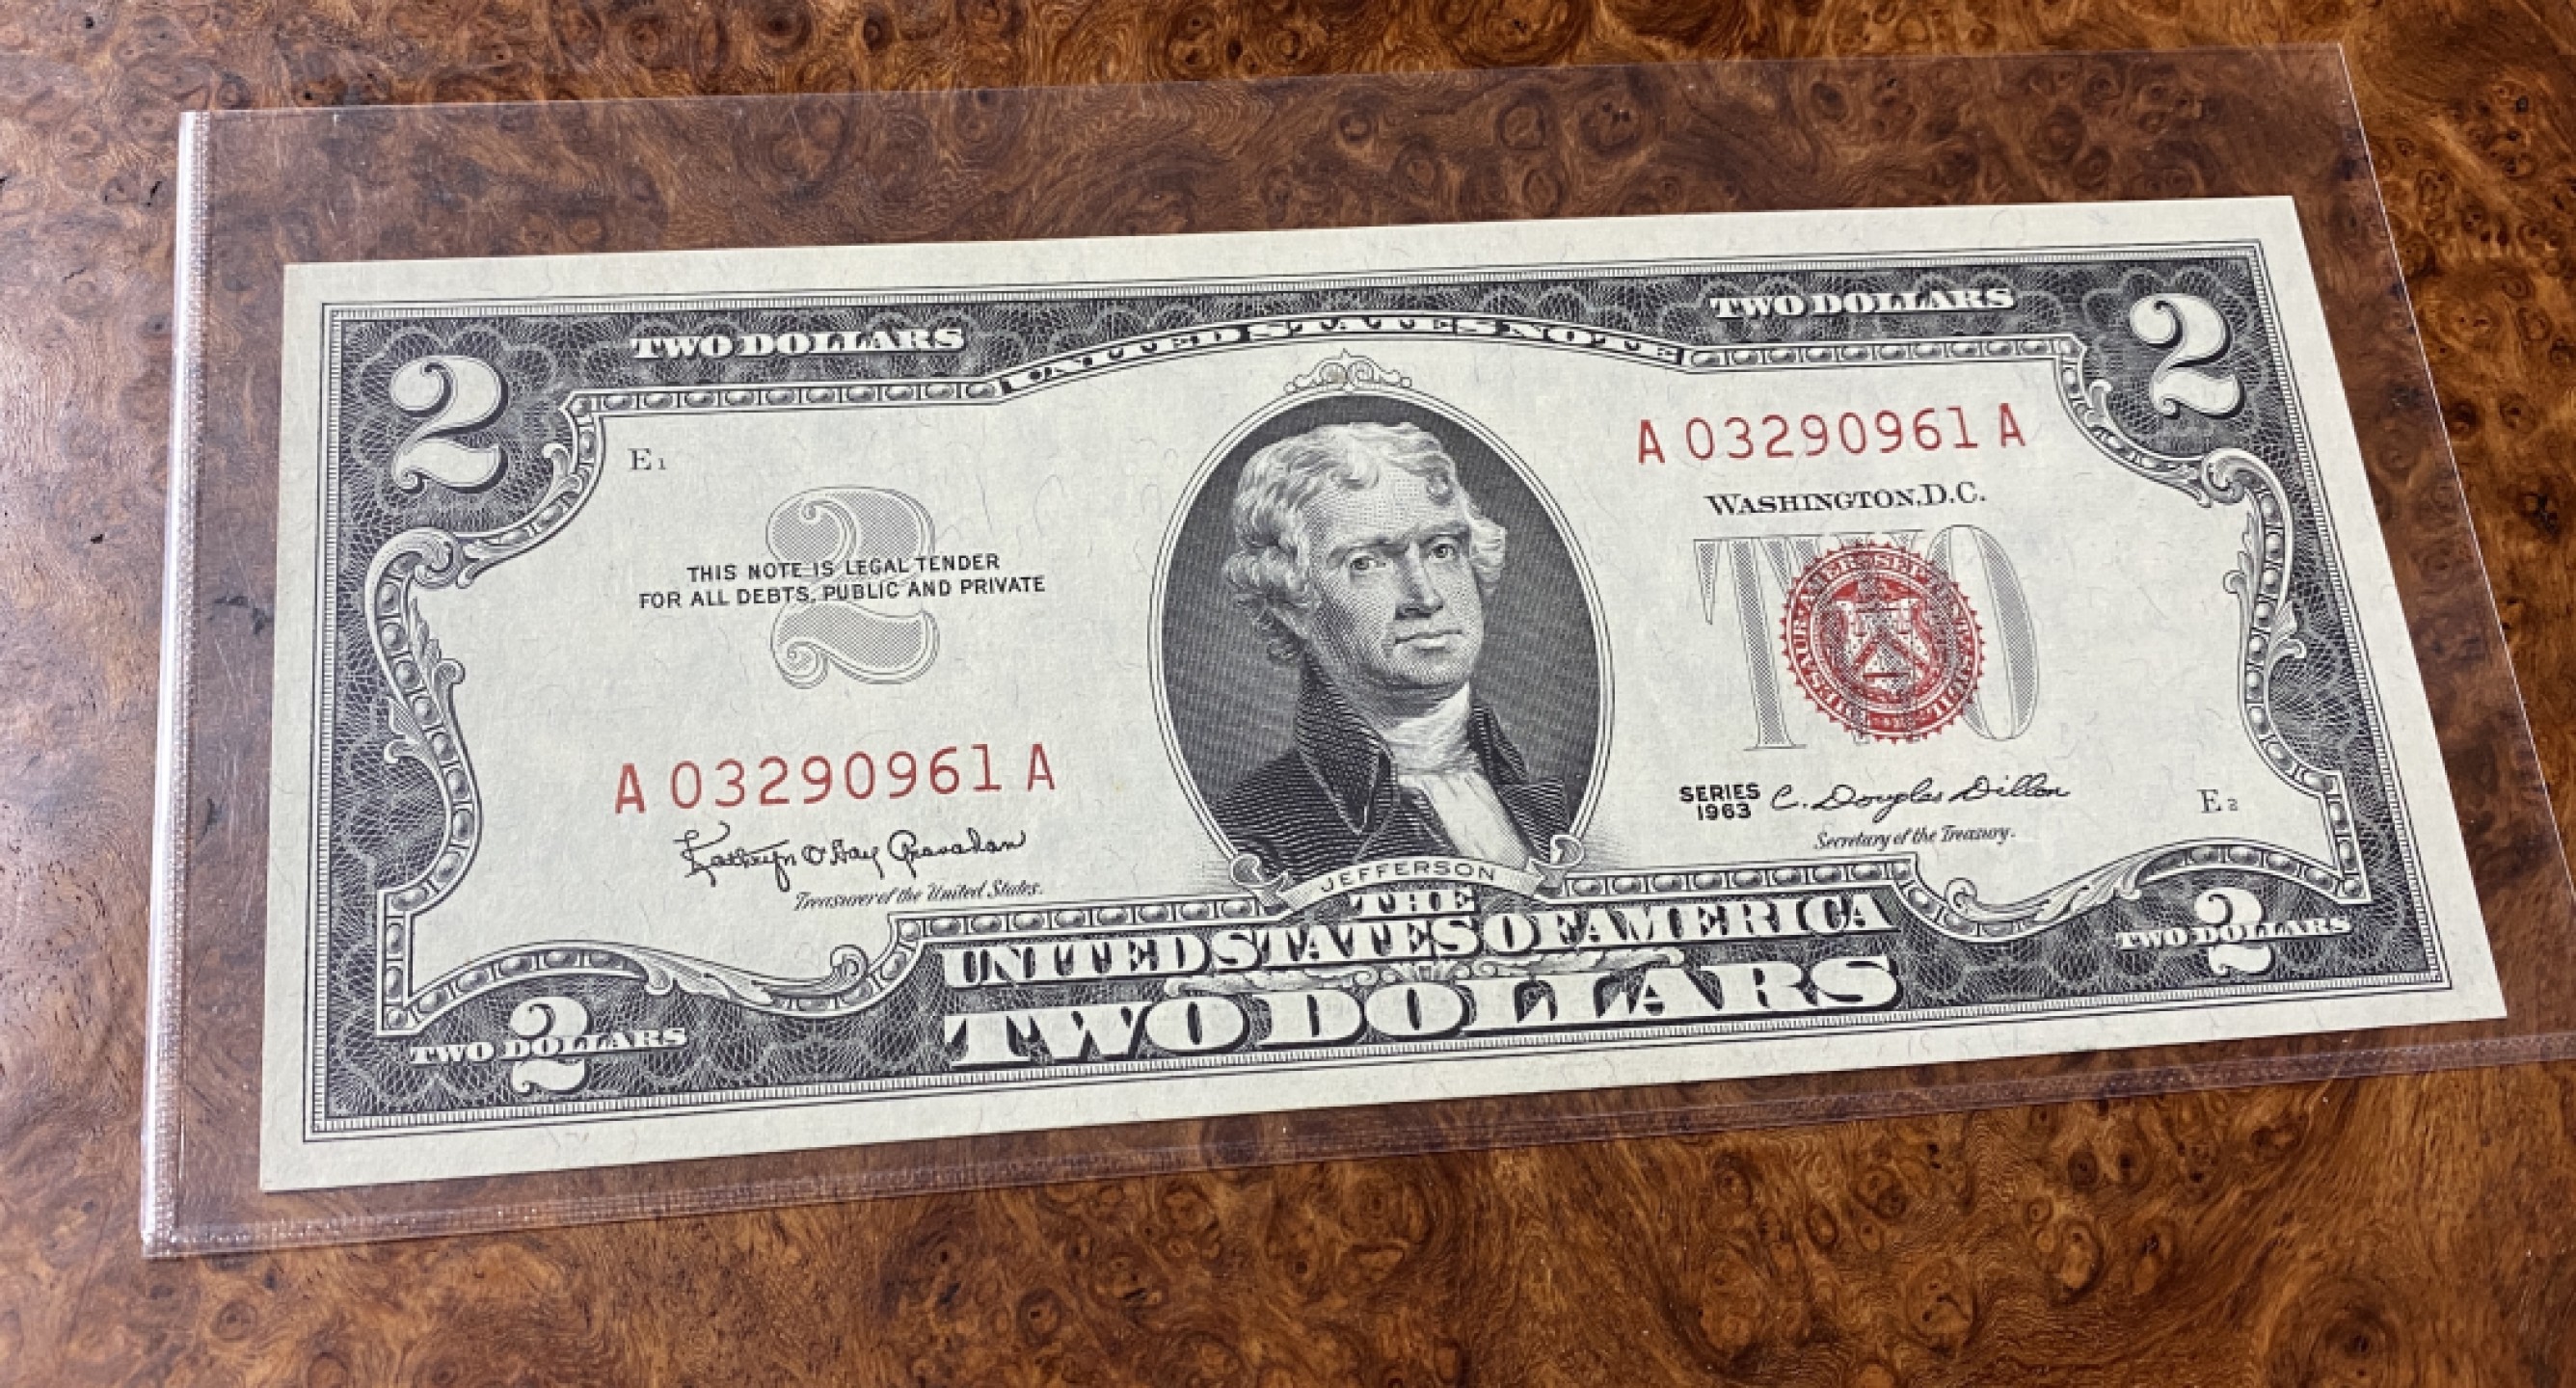 TWO DOLLARS
TWO DOLLARS
UNITED STATES NOTE
2
2
E1
A 03290961 A
WASHINGTON, D.C.
2
THIS NOTE IS LEGAL TENDER
FOR ALL DEBTS, PUBLIC AND PRIVATE
TWO
A 03290961 A
SERIES
1963
C. Douglas Dillon
Secretary of the Treasury.
E2
Kathryn O'Hay Granahan
Treasurer of the United States.
JEFFERSON
THE
UNITED STATES OF AMERICA
TWO DOLLARS
2
TWO DOLLARS
2
TWO DOLLARS